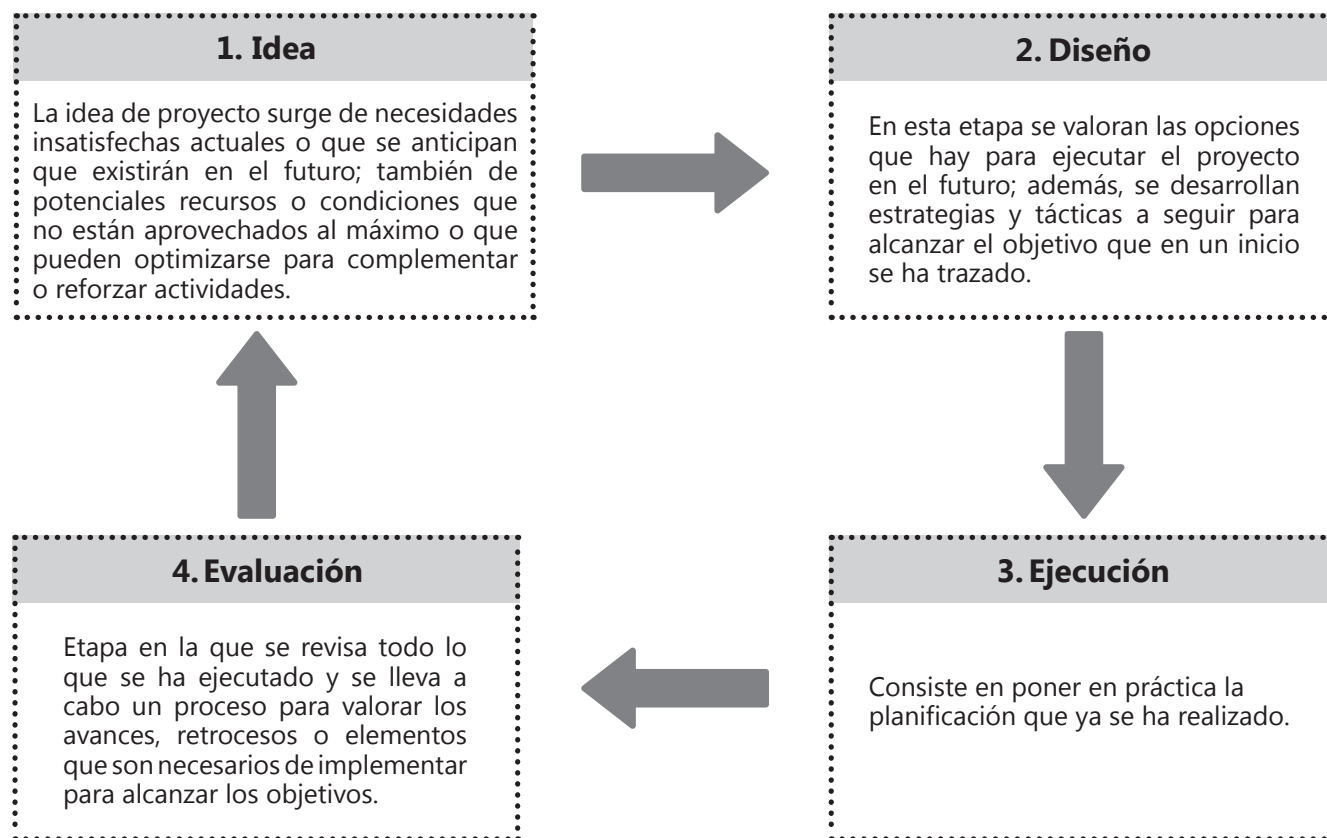 1. Idea
La idea de proyecto surge de necesidades
insatisfechas actuales o que se anticipan
que existirán en el futuro; también de
potenciales recursos o condiciones que
no están aprovechados al máximo o que
pueden optimizarse para complementar
o reforzar actividades.
2. Diseño
En esta etapa se valoran las opciones
que hay para ejecutar el proyecto
en el futuro; además, se desarrollan
estrategias y tácticas a seguir para
alcanzar el objetivo que en un inicio
se ha trazado.
3. Ejecución
Consiste en poner en práctica la
planificación que ya se ha realizado.
4. Evaluación
Etapa en la que se revisa todo lo
que se ha ejecutado y se lleva a
cabo un proceso para valorar los
avances, retrocesos o elementos
que son necesarios de implementar
para alcanzar los objetivos.